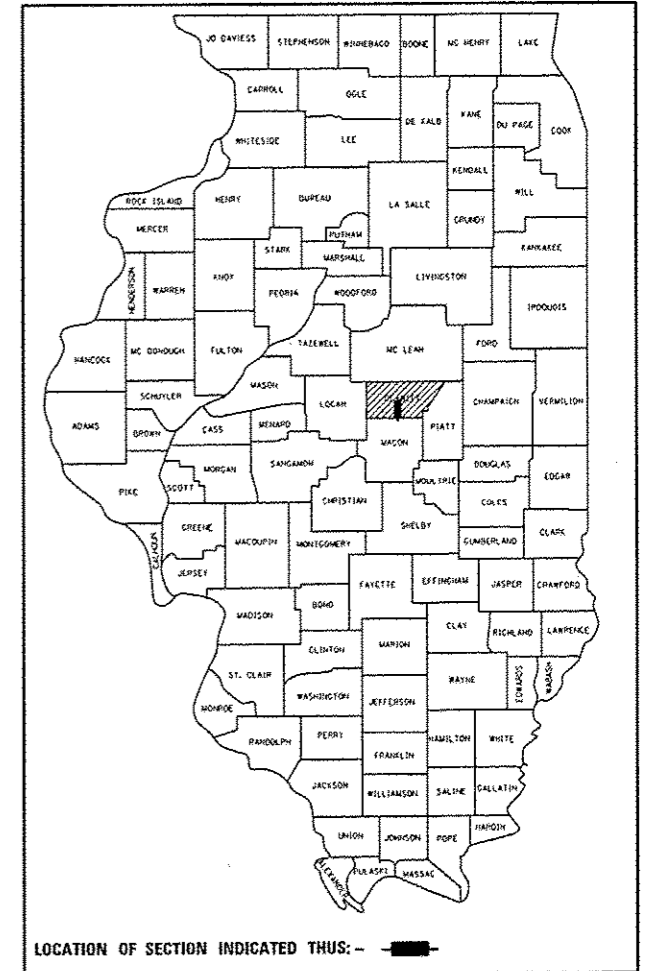 JO DAVIESS STEPHENSON WINNEBAGO BOONE MC HENRY LAKE
CARROLL OGLE DE KALB KANE DU PAGE COOK
WHITESIDE LEE
KENDALL WILL
ROCK ISLAND HENRY BUREAU LA SALLE GRUNDY
MERCER PUTNAM
STARK MARSHALL KANKAKEE
HENDERSON WARREN KNOX PEORIA WOODFORD LIVINGSTON IROQUOIS
HANCOCK MC DONOUGH FULTON TAZEWELL MC LEAN FORD
MASON
SCHUYLER LOGAN CHAMPAIGN VERMILION
ADAMS BROWN CASS MENARD PIATT
MACON
MORGAN SANGAMON DOUGLAS EDGAR
PIKE SCOTT MOULTRIE
CHRISTIAN COLES
GREENE SHELBY
CALHOUN MACOUPIN MONTGOMERY CUMBERLAND CLARK
JERSEY
FAYETTE EFFINGHAM JASPER CRAWFORD
MADISON BOND
CLAY RICHLAND LAWRENCE
CLINTON MARION
ST. CLAIR WAYNE EDWARDS WABASH
WASHINGTON JEFFERSON
MONROE
RANDOLPH PERRY HAMILTON WHITE
FRANKLIN
JACKSON WILLIAMSON SALINE GALLATIN
UNION JOHNSON POPE HARDIN
ALEXANDER PULASKI MASSAC
LOCATION OF SECTION INDICATED THUS:- --